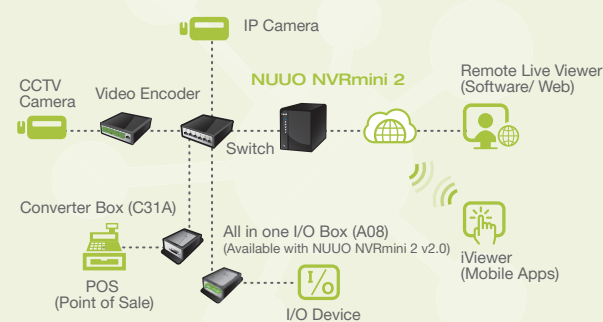 IP Camera
NUUO NVRmini 2
Remote Live Viewer
(Software/ Web)
CCTV
Camera
Video Encoder
Switch
Converter Box (C31A)
All in one I/O Box (A08)
(Available with NUUO NVRmini 2 v2.0)
iViewer
(Mobile Apps)
POS
(Point of Sale)
I/O
I/O Device